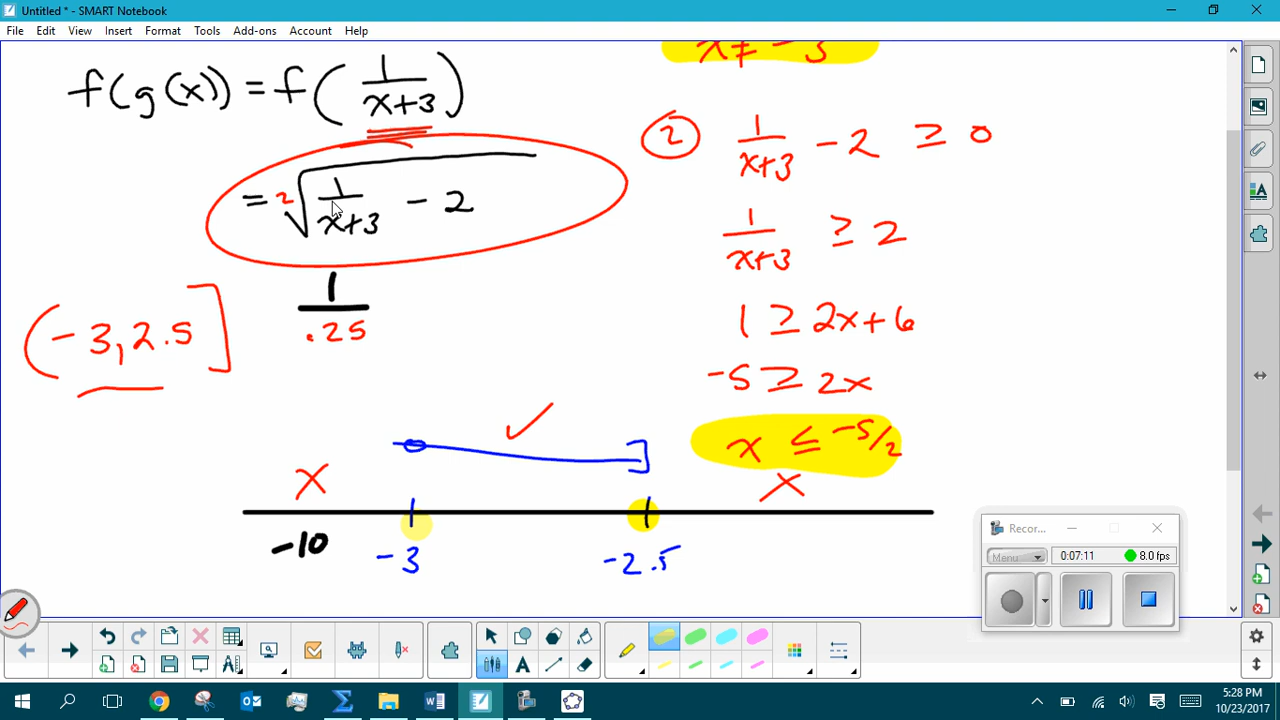 Untitled * - SMART Notebook
File Edit View Insert Format Tools Add-ons Account Help
f(g(x)) = f(1/(x+3))
= ²√(1/(x+3) - 2)
1/.25
(-3,2.5]
x ≠ -3
② 1/(x+3) - 2 ≥ 0
1/(x+3) ≥ 2
1 ≥ 2x+6
-5 ≥ 2x
x ≤ -5/2
✓
X
X
-10 -3 -2.5
Recor...
Menu 0:07:11 8.0 fps
5:28 PM
10/23/2017